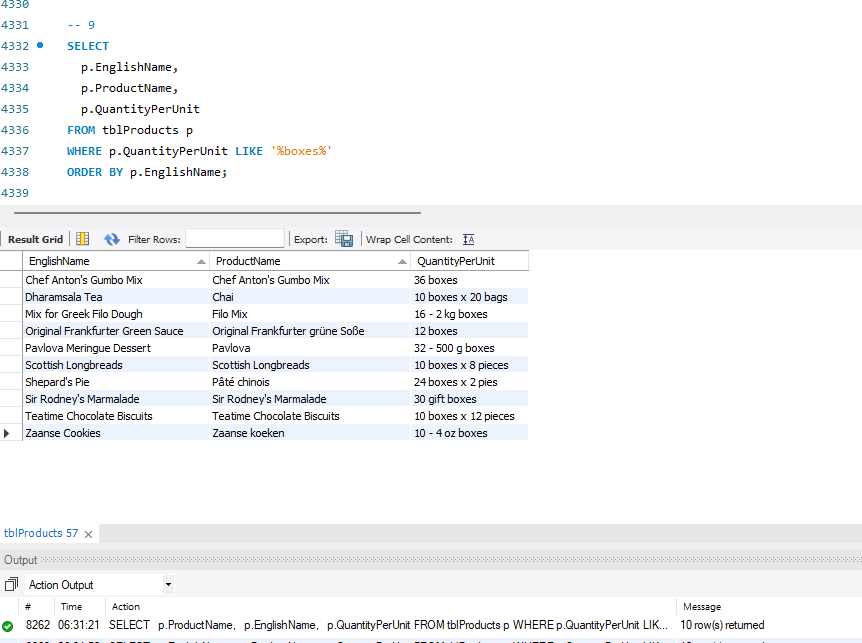 4330
4331 -- 9
4332 SELECT
4333 p.EnglishName,
4334 p.ProductName,
4335 p.QuantityPerUnit
4336 FROM tblProducts p
4337 WHERE p.QuantityPerUnit LIKE '%boxes%'
4338 ORDER BY p.EnglishName;
4339
Result Grid Filter Rows: Export: Wrap Cell Content: IA
EnglishName ProductName QuantityPerUnit
Chef Anton's Gumbo Mix Chef Anton's Gumbo Mix 36 boxes
Dharamsala Tea Chai 10 boxes x 20 bags
Mix for Greek Filo Dough Filo Mix 16 - 2 kg boxes
Original Frankfurter Green Sauce Original Frankfurter grüne Soße 12 boxes
Pavlova Meringue Dessert Pavlova 32 - 500 g boxes
Scottish Longbreads Scottish Longbreads 10 boxes x 8 pieces
Shepard's Pie Pâté chinois 24 boxes x 2 pies
Sir Rodney's Marmalade Sir Rodney's Marmalade 30 gift boxes
Teatime Chocolate Biscuits Teatime Chocolate Biscuits 10 boxes x 12 pieces
Zaanse Cookies Zaanse koeken 10 - 4 oz boxes
tblProducts 57
Output
Action Output
# Time Action Message
8262 06:31:21 SELECT p.ProductName, p.EnglishName, p.QuantityPerUnit FROM tblProducts p WHERE p.QuantityPerUnit LIK... 10 row(s) returned